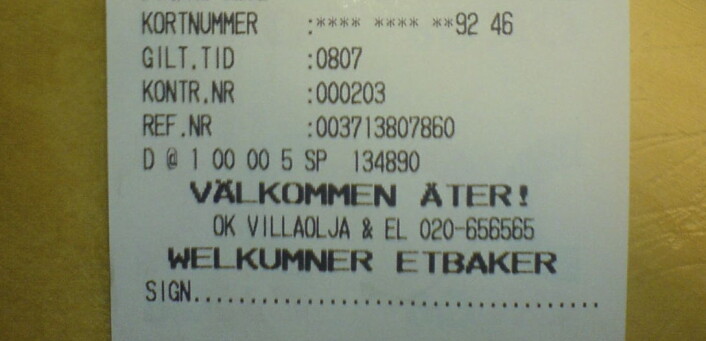 KORTNUMMER :**** **** **92 46
GILT.TID :0807
KONTR.NR :000203
REF.NR :003713807860
D @ 1 00 00 5 SP 134890
VÄLKOMMEN ÅTER!
OK VILLAOLJA & EL 020-656565
WELKUMNER ETBAKER
SIGN....................................